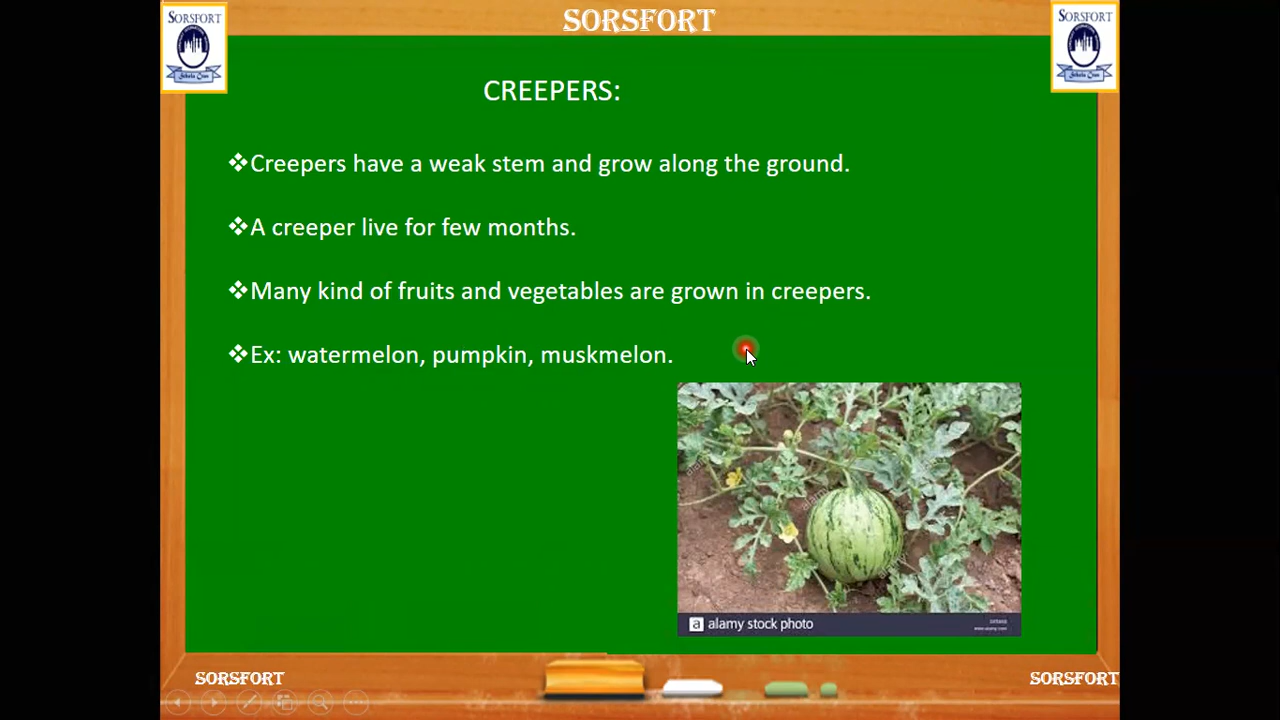 SORSFORT
SORSFORT
SORSFORT
CREEPERS:
❖Creepers have a weak stem and grow along the ground.
❖A creeper live for few months.
❖Many kind of fruits and vegetables are grown in creepers.
❖Ex: watermelon, pumpkin, muskmelon.
a alamy stock photo
SORSFORT
SORSFORT